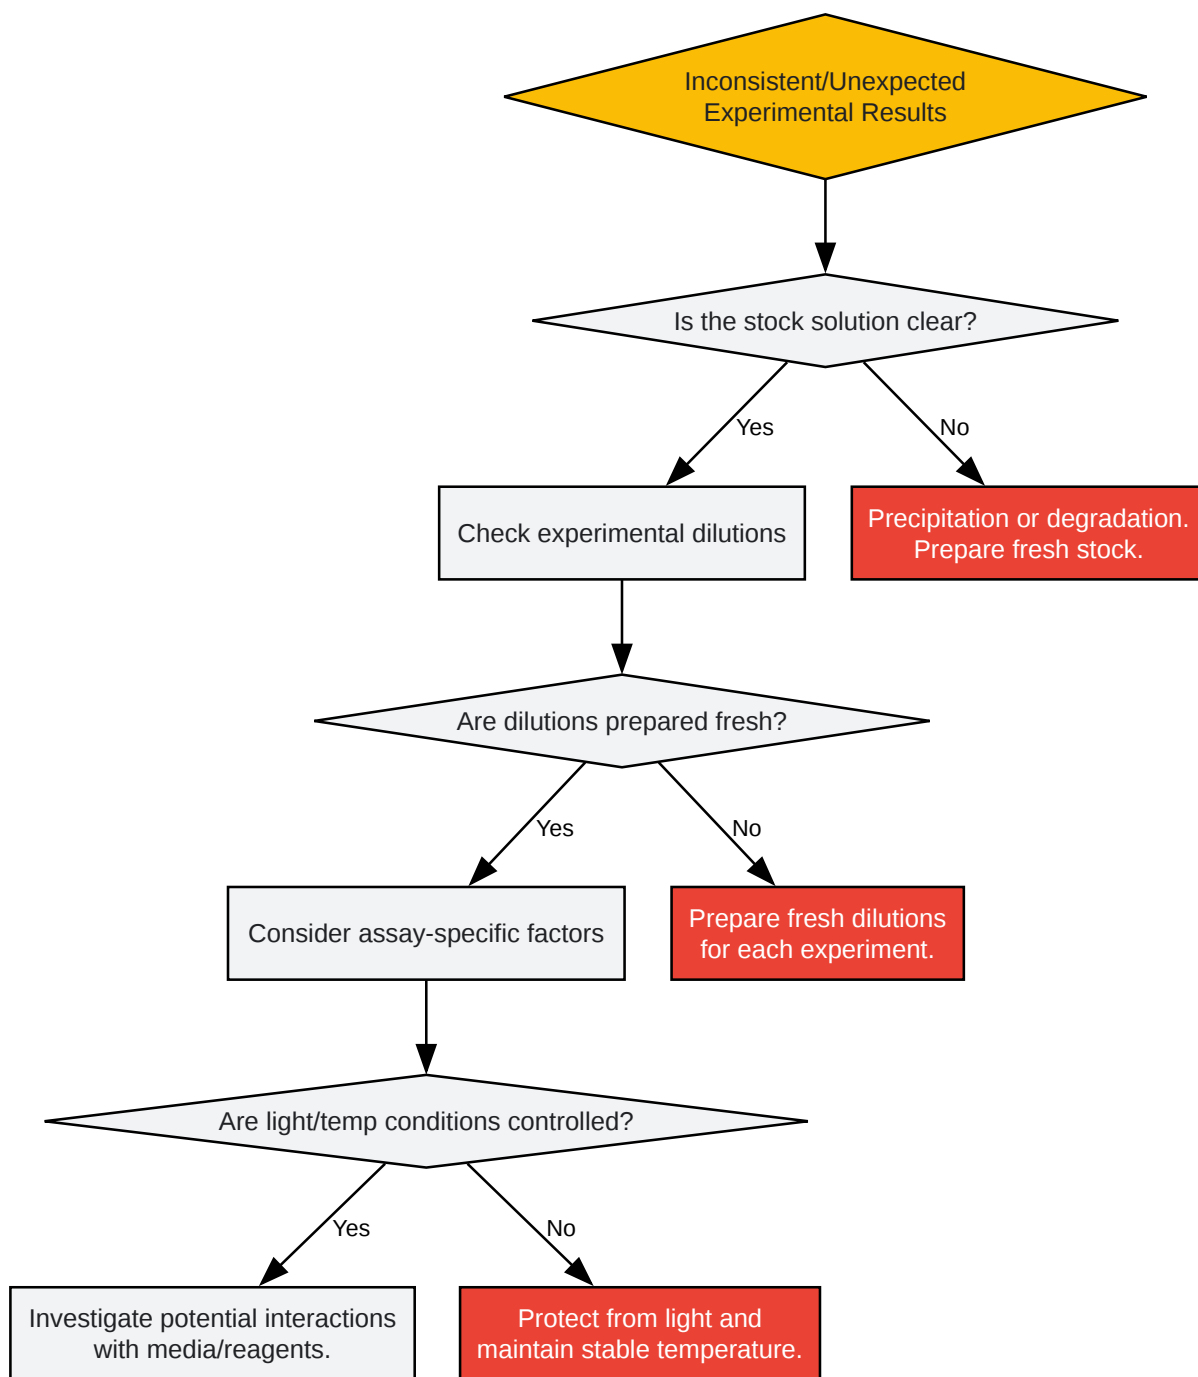 Inconsistent/Unexpected
Experimental Results
Is the stock solution clear?
Yes
No
Check experimental dilutions
Precipitation or degradation.
Prepare fresh stock.
Are dilutions prepared fresh?
Yes
No
Consider assay-specific factors
Prepare fresh dilutions
for each experiment.
Are light/temp conditions controlled?
Yes
No
Investigate potential interactions
with media/reagents.
Protect from light and
maintain stable temperature.